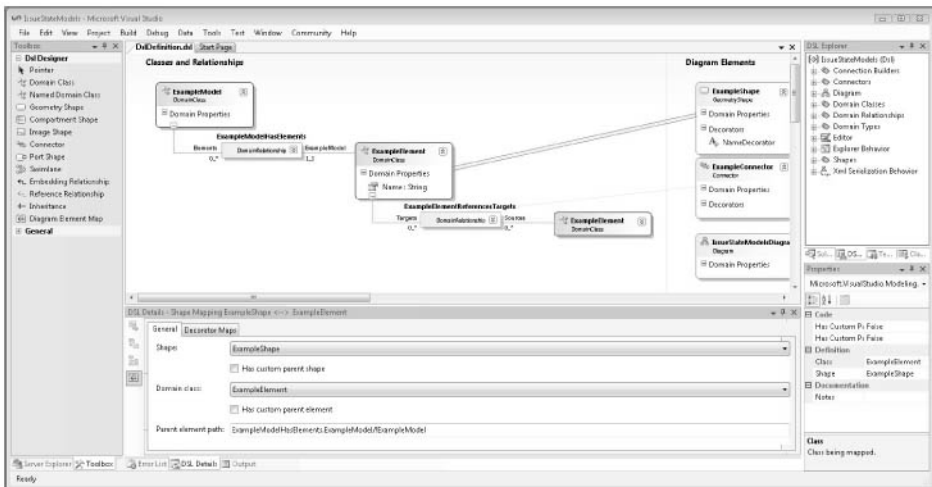 IssueStateModels - Microsoft Visual Studio
File Edit View Project Build Debug Data Tools Test Window Community Help
Toolbox
Dsl Designer
Pointer
Domain Class
Named Domain Class
Geometry Shape
Compartment Shape
Image Shape
Connector
Port Shape
Swimlane
Embedding Relationship
Reference Relationship
Inheritance
Diagram Element Map
General
DslDefinition.dsl Start Page
Classes and Relationships
Diagram Elements
ExampleModel
DomainClass
Domain Properties
ExampleModelHasElements
Elements
0..*
DomainRelationship
ExampleModel
1..1
ExampleElement
DomainClass
Domain Properties
Name : String
ExampleElementReferencesTargets
Targets
0..*
DomainRelationship
Sources
0..*
ExampleElement
DomainClass
ExampleShape
GeometryShape
Domain Properties
Decorators
NameDecorator
ExampleConnector
Connector
Domain Properties
Decorators
IssueStateModelsDiagra
Diagram
Domain Properties
DSL Explorer
IssueStateModels (Dsl)
Connection Builders
Connectors
Diagram
Domain Classes
Domain Relationships
Domain Types
Editor
Explorer Behavior
Shapes
Xml Serialization Behavior
Sol... DS... Te... Cla...
Properties
Microsoft.VisualStudio.Modeling.
Code
Has Custom Pa False
Has Custom Pa False
Definition
Class ExampleElement
Shape ExampleShape
Documentation
Notes
Class
Class being mapped.
DSL Details - Shape Mapping ExampleShape <--> ExampleElement
General Decorator Maps
Shape: ExampleShape
Has custom parent shape
Domain class: ExampleElement
Has custom parent element
Parent element path: ExampleModelHasElements.ExampleModel/!ExampleModel
Server Explorer Toolbox
Error List DSL Details Output
Ready